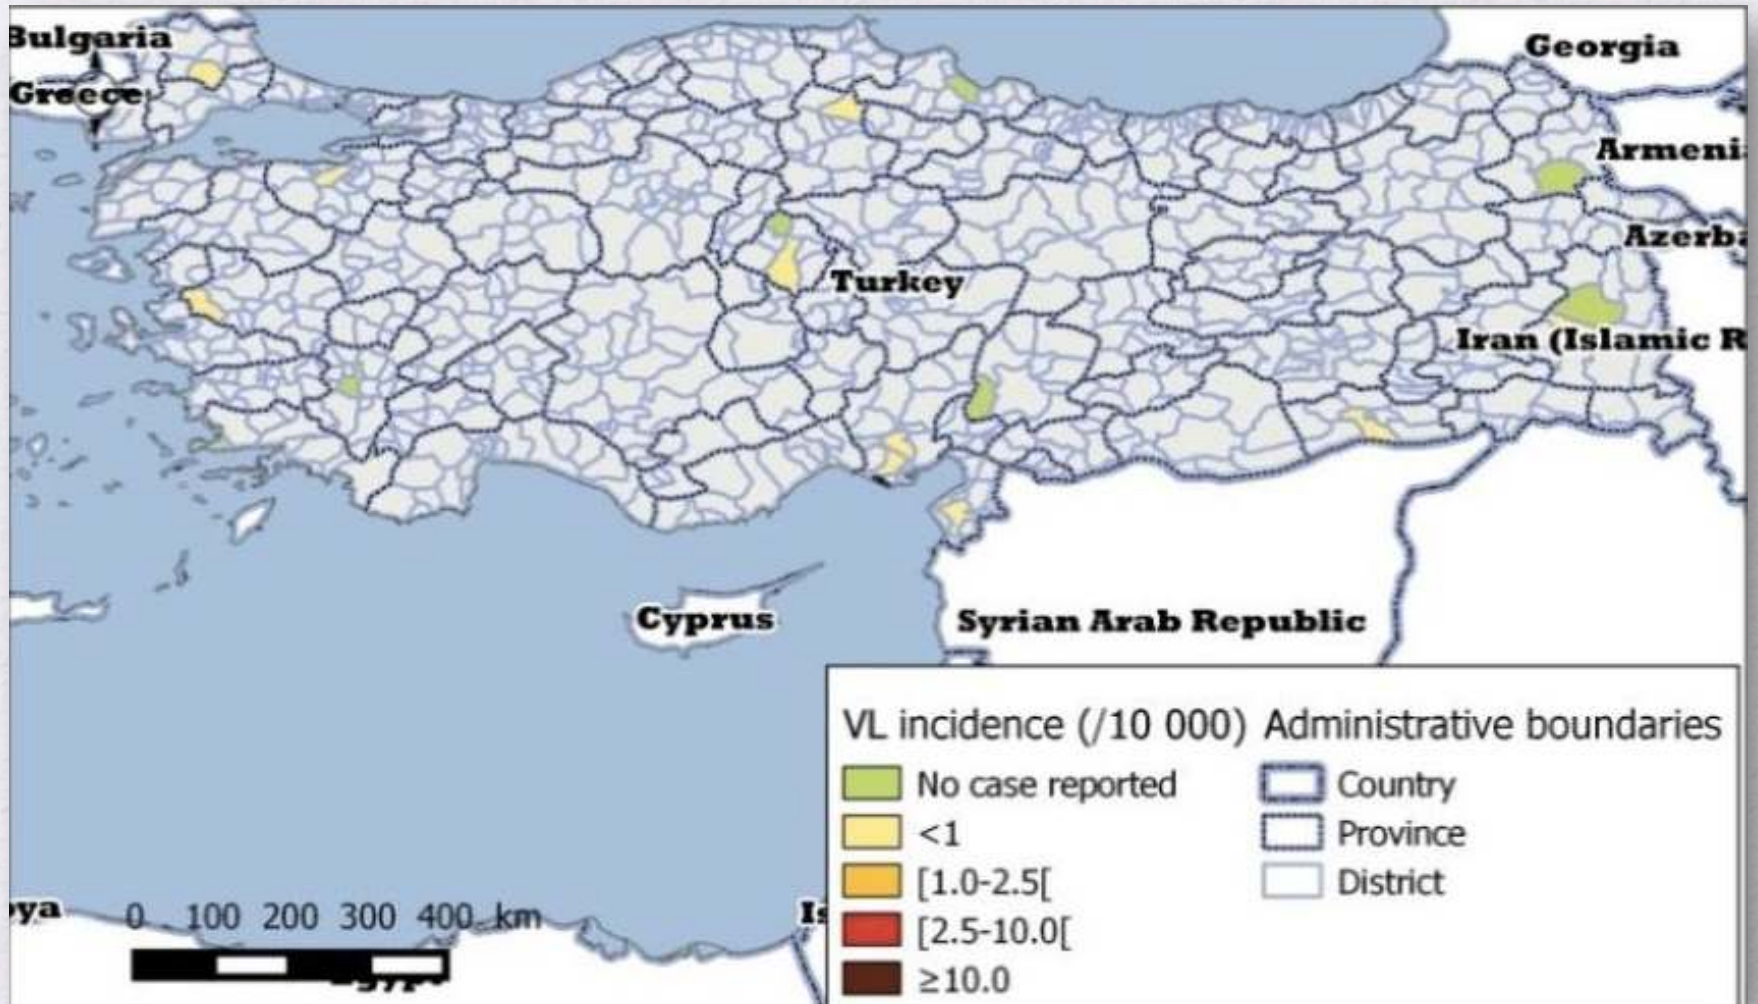 Bulgaria
Georgia
Greece
Armeni
Azerba
Turkey
Iran (Islamic R
Cyprus
Syrian Arab Republic
VL incidence (/10 000)
No case reported
<1
[1.0-2.5[
[2.5-10.0[
≥10.0
Administrative boundaries
Country
Province
District
ya
0 100 200 300 400 km
Is